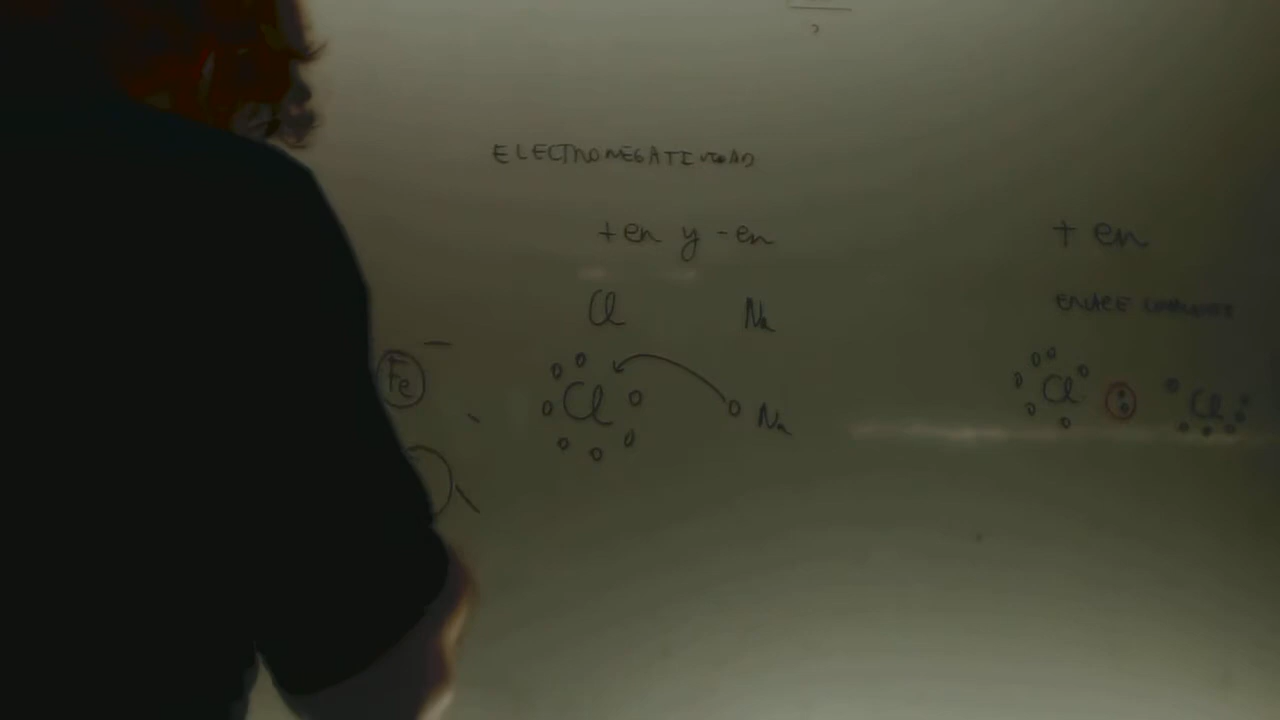 ELECTRONEGATIVIDAD
+en y -en
Cl Na
Fe
Cl Na
+ en
ENLACE COVALENTE
Cl Cl